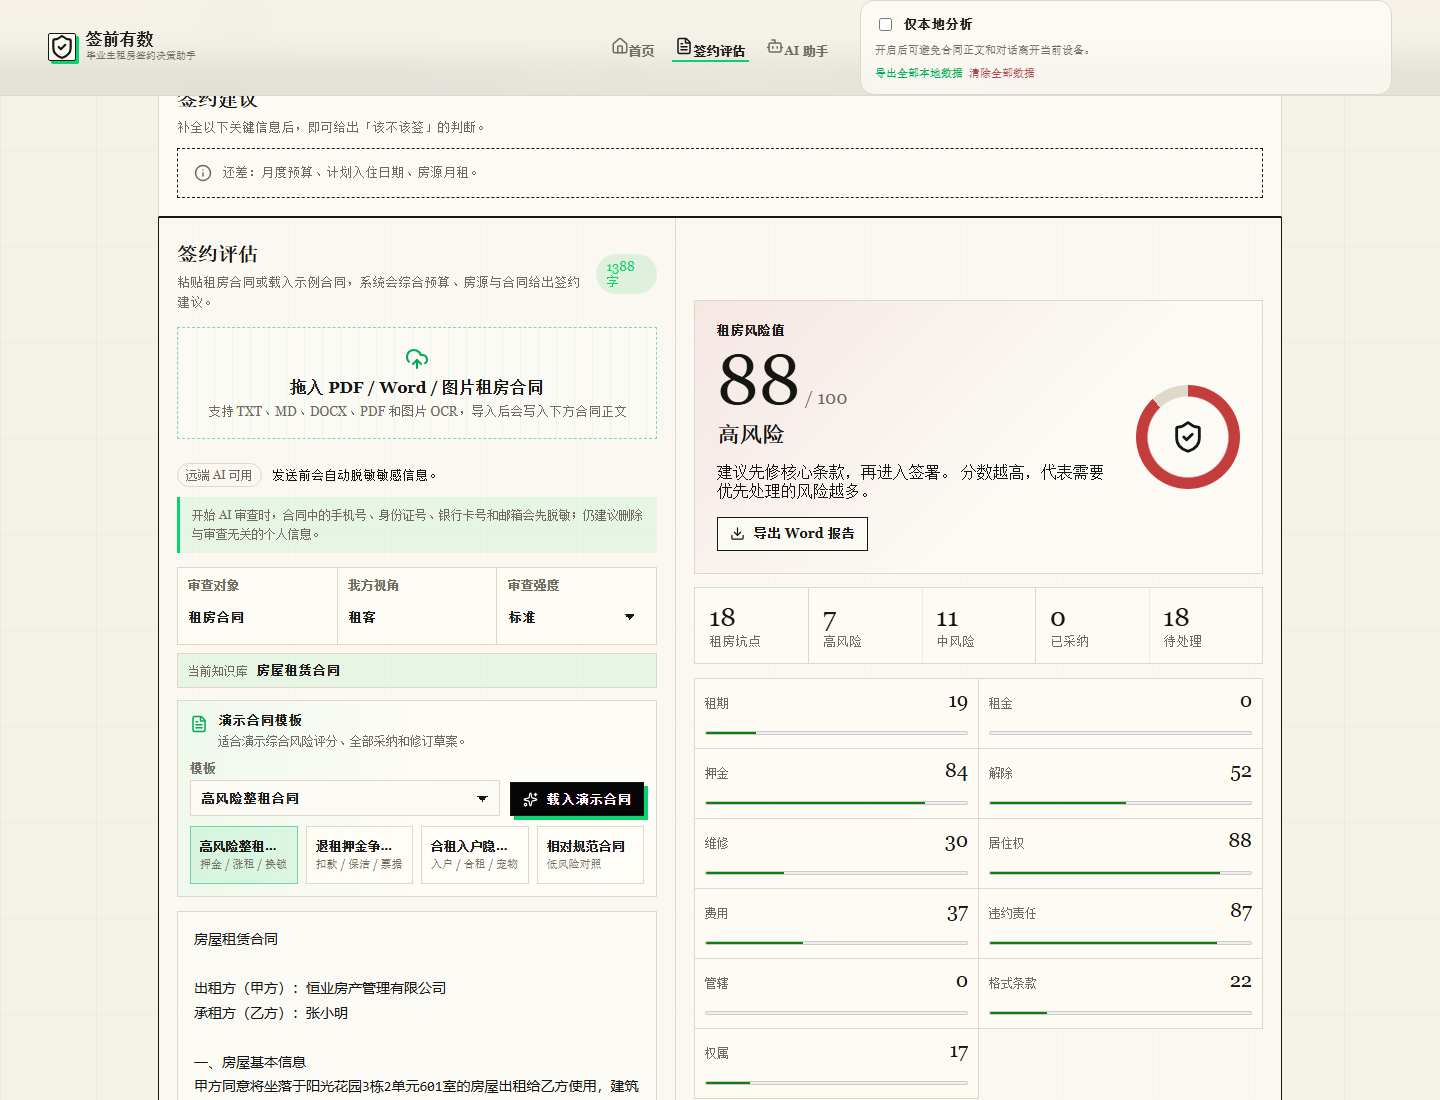 签前有数
毕业生租房签约决策助手
首页
签约评估
AI 助手
仅本地分析
开启后可避免合同正文和对话离开当前设备。
导出全部本地数据 清除全部数据
签约建议
补全以下关键信息后，即可给出「该不该签」的判断。
还差：月度预算、计划入住日期、房源月租。
签约评估
粘贴租房合同或载入示例合同，系统会综合预算、房源与合同给出签约
建议。
1388
字
拖入 PDF / Word / 图片租房合同
支持 TXT、MD、DOCX、PDF 和图片 OCR，导入后会写入下方合同正文
远端 AI 可用 发送前会自动脱敏敏感信息。
开始 AI 审查时，合同中的手机号、身份证号、银行卡号和邮箱会先脱敏；仍建议删除
与审查无关的个人信息。
审查对象
租房合同
我方视角
租客
审查强度
标准
当前知识库 房屋租赁合同
演示合同模板
适合演示综合风险评分、全部采纳和修订草案。
模板
高风险整租合同
载入演示合同
高风险整租...
押金 / 涨租 / 换锁
退租押金争...
扣款 / 保洁 / 票据
合租入户隐...
入户 / 合租 / 宠物
相对规范合同
低风险对照
房屋租赁合同
出租方（甲方）：恒业房产管理有限公司
承租方（乙方）：张小明
一、房屋基本信息
甲方同意将坐落于阳光花园3栋2单元601室的房屋出租给乙方使用，建筑
租房风险值
88 / 100
高风险
建议先修核心条款，再进入签署。 分数越高，代表需要
优先处理的风险越多。
导出 Word 报告
18
租房坑点
7
高风险
11
中风险
0
已采纳
18
待处理
租期 19
租金 0
押金 84
解除 52
维修 30
居住权 88
费用 37
违约责任 87
管辖 0
格式条款 22
权属 17